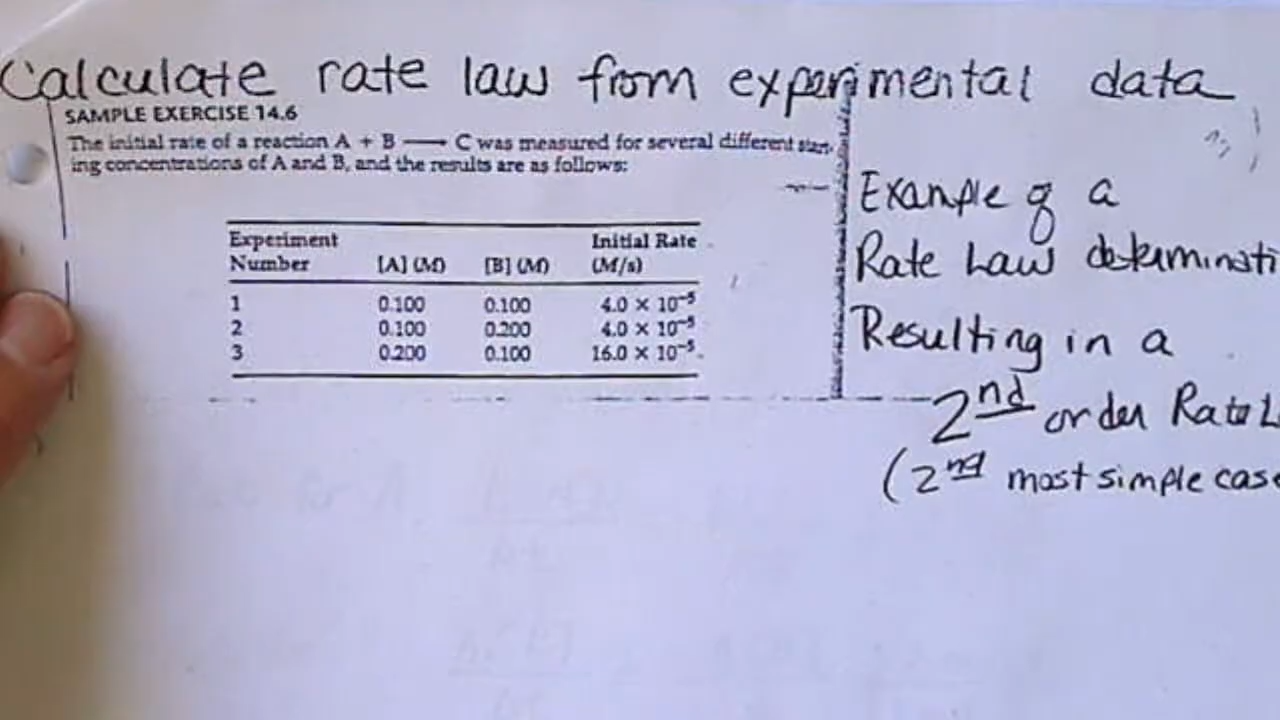 Calculate rate law from experimental data
SAMPLE EXERCISE 14.6
The initial rate of a reaction A + B ⟶ C was measured for several different start-
ing concentrations of A and B, and the results are as follows:
Experiment Initial Rate
Number [A] (M) [B] (M) (M/s)
1 0.100 0.100 4.0 × 10⁻⁵
2 0.100 0.200 4.0 × 10⁻⁵
3 0.200 0.100 16.0 × 10⁻⁵
Example of a
Rate Law determinati
Resulting in a
2nd order Rate L
(2nd most simple case